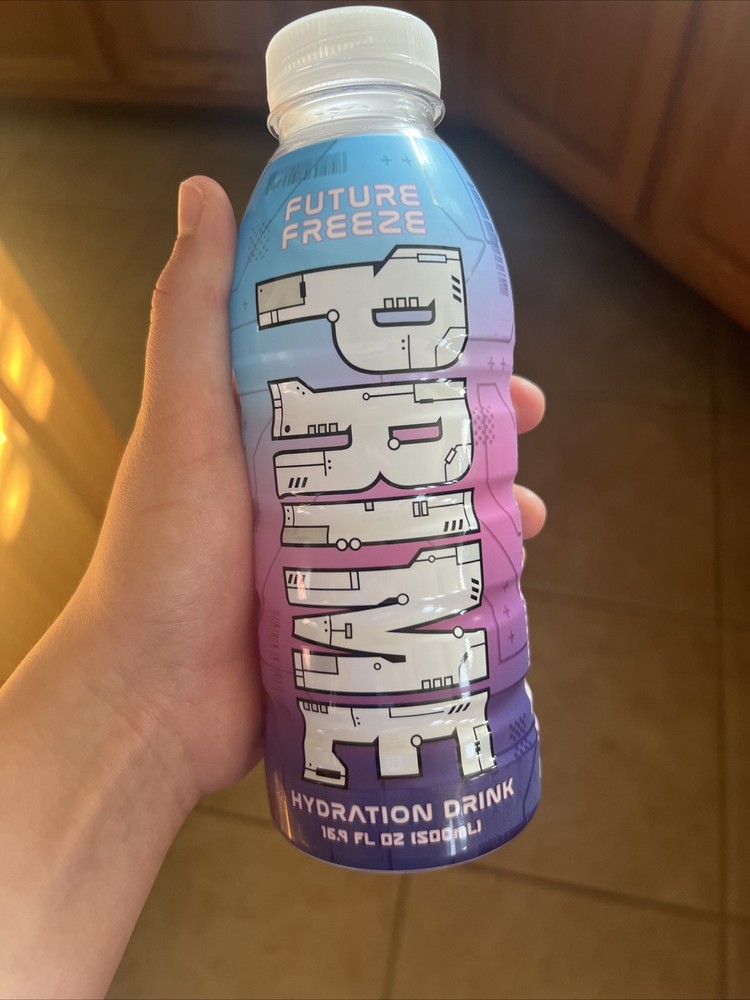 FUTURE
FREEZE
PRIME
HYDRATION DRINK
16.9 FL OZ (500mL)